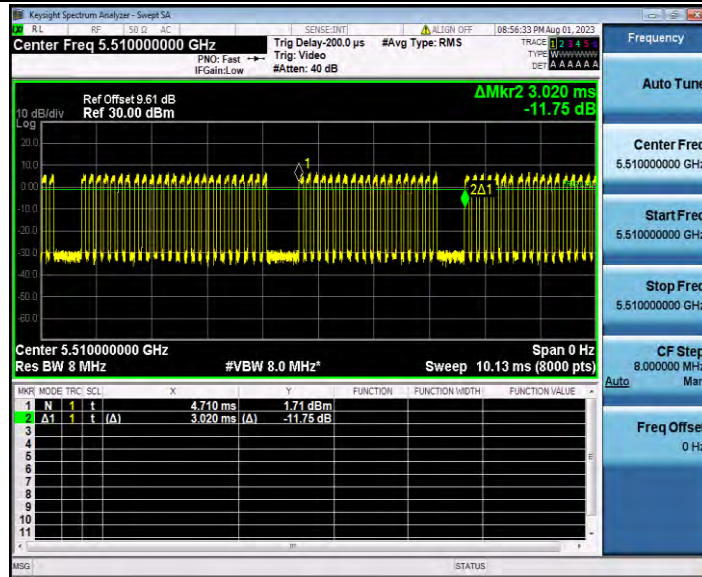 Keysight Spectrum Analyzer - Swept SA
RL RF 50 Ω AC SENSE:INT ALIGN OFF 08:56:33 PM Aug 01, 2023
Center Freq 5.510000000 GHz
Trig Delay-200.0 µs #Avg Type: RMS
TRACE 1 2 3 4 5 6
PNO: Fast Trig: Video
TYPE
IFGain:Low #Atten: 40 dB
DET A A A A A A
Frequency
Auto Tune
ΔMkr2 3.020 ms
-11.75 dB
Ref Offset 9.61 dB
10 dB/div Ref 30.00 dBm
Log
20.0
10.0
0.00
-10.0
-20.0
-30.0
-40.0
-50.0
-60.0
1
2Δ1
Center 5.510000000 GHz Span 0 Hz
Res BW 8 MHz #VBW 8.0 MHz* Sweep 10.13 ms (8000 pts)
Center Freq
5.510000000 GHz
Start Freq
5.510000000 GHz
Stop Freq
5.510000000 GHz
CF Step
8.000000 MHz
Auto Man
Freq Offset
0 Hz
MKR MODE TRC SCL X Y FUNCTION FUNCTION WIDTH FUNCTION VALUE
1 N 1 t 4.710 ms 1.71 dBm
2 Δ1 1 t (Δ) 3.020 ms (Δ) -11.75 dB
3
4
5
6
7
8
9
10
11
MSG STATUS